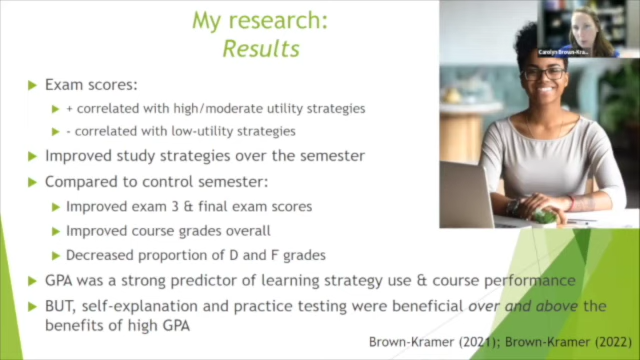 My research:
Results
Exam scores:
+ correlated with high/moderate utility strategies
- correlated with low-utility strategies
Improved study strategies over the semester
Compared to control semester:
Improved exam 3 & final exam scores
Improved course grades overall
Decreased proportion of D and F grades
GPA was a strong predictor of learning strategy use & course performance
BUT, self-explanation and practice testing were beneficial over and above the
benefits of high GPA
Brown-Kramer (2021); Brown-Kramer (2022)
Carolyn Brown-Kra...